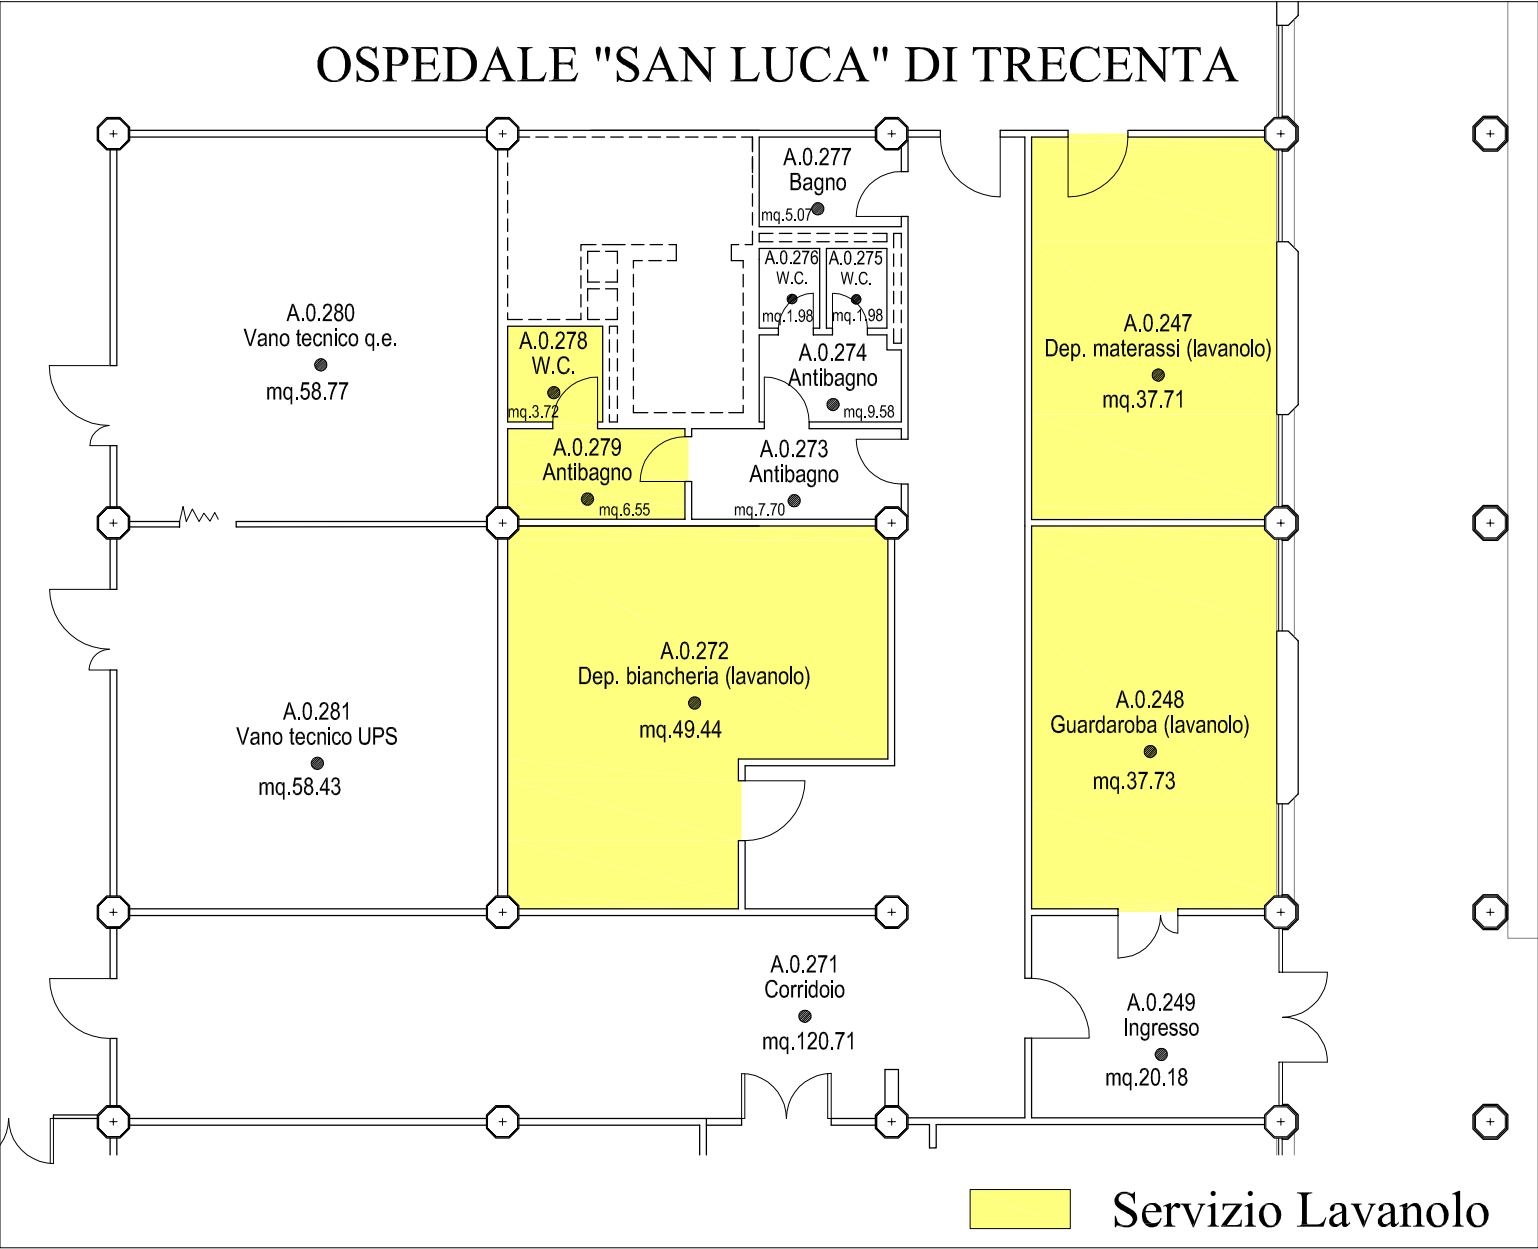 OSPEDALE "SAN LUCA" DI TRECENTA
A.0.277
Bagno
mq.5.07
A.0.276
W.C.
mq.1.98
A.0.275
W.C.
mq.1.98
A.0.280
Vano tecnico q.e.
mq.58.77
A.0.278
W.C.
mq.3.72
A.0.274
Antibagno
mq.9.58
A.0.247
Dep. materassi (lavanolo)
mq.37.71
A.0.279
Antibagno
mq.6.55
A.0.273
Antibagno
mq.7.70
A.0.272
Dep. biancheria (lavanolo)
mq.49.44
A.0.281
Vano tecnico UPS
mq.58.43
A.0.248
Guardaroba (lavanolo)
mq.37.73
A.0.271
Corridoio
mq.120.71
A.0.249
Ingresso
mq.20.18
Servizio Lavanolo